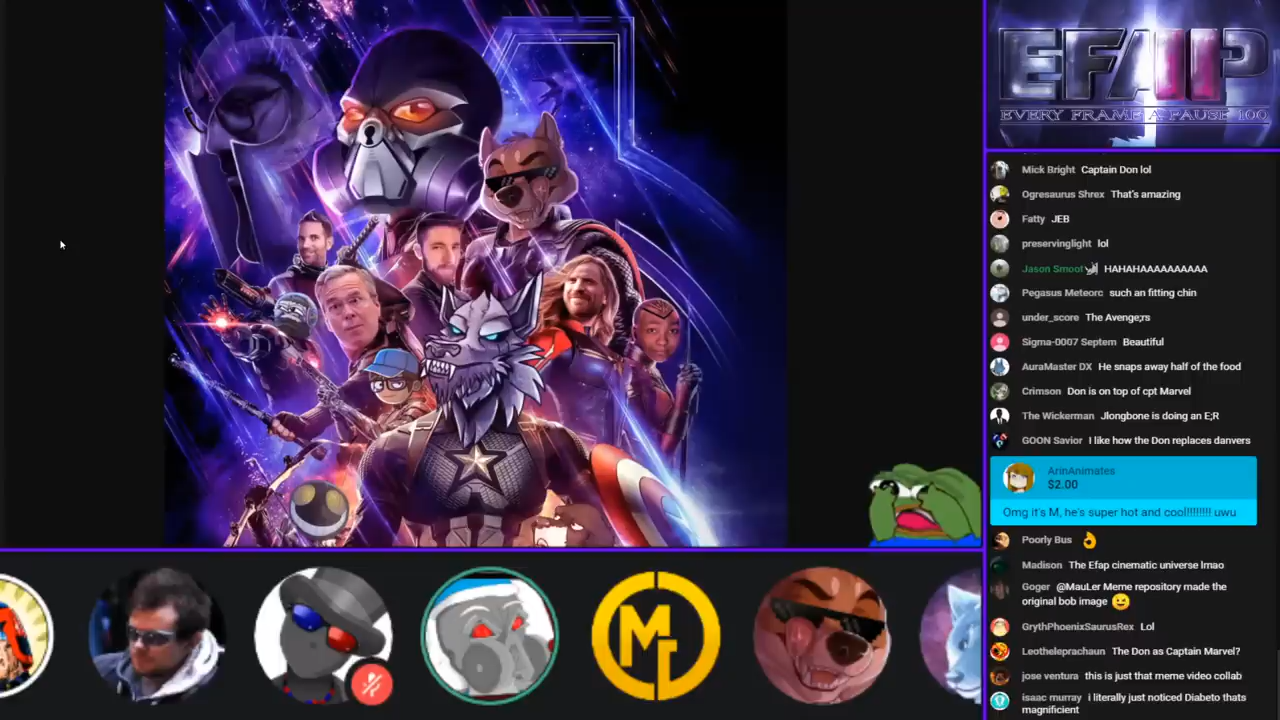 EFAIP
EVERY FRAME A PAUSE 100
Mick Bright Captain Don lol
Ogresaurus Shrex That's amazing
Fatty JEB
preservinglight lol
Jason Smoot HAHAHAAAAAAAAAA
Pegasus Meteorc such an fitting chin
under_score The Avenge;rs
Sigma-0007 Septem Beautiful
AuraMaster DX He snaps away half of the food
Crimson Don is on top of cpt Marvel
The Wickerman Jlongbone is doing an E;R
GOON Savior I like how the Don replaces danvers
ArinAnimates
$2.00
Omg it's M, he's super hot and cool!!!!!!!! uwu
Poorly Bus 👌
Madison The Efap cinematic universe lmao
Goger @MauLer Meme repository made the
original bob image 😉
GrythPhoenixSaurusRex Lol
Leotheleprachaun The Don as Captain Marvel?
jose ventura this is just that meme video collab
isaac murray i literally just noticed Diabeto thats
magnificient